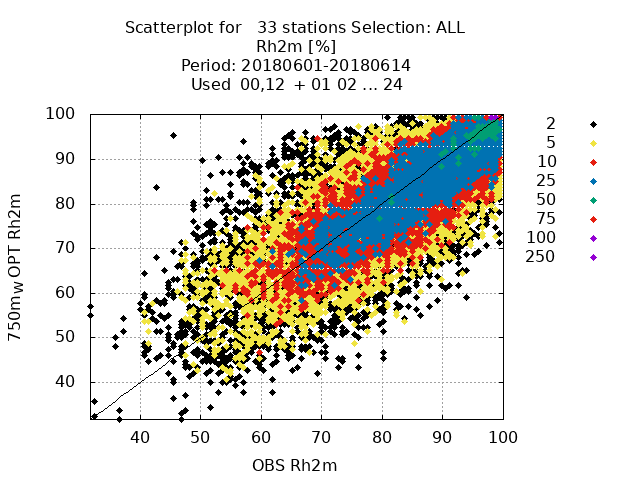 Scatterplot for   33 stations Selection: ALL
Rh2m [%]
Period: 20180601-20180614
Used  00,12  + 01 02 ... 24
100
90
80
70
60
50
40
750m_W OPT Rh2m
40 50 60 70 80 90 100
OBS Rh2m
2
5
10
25
50
75
100
250